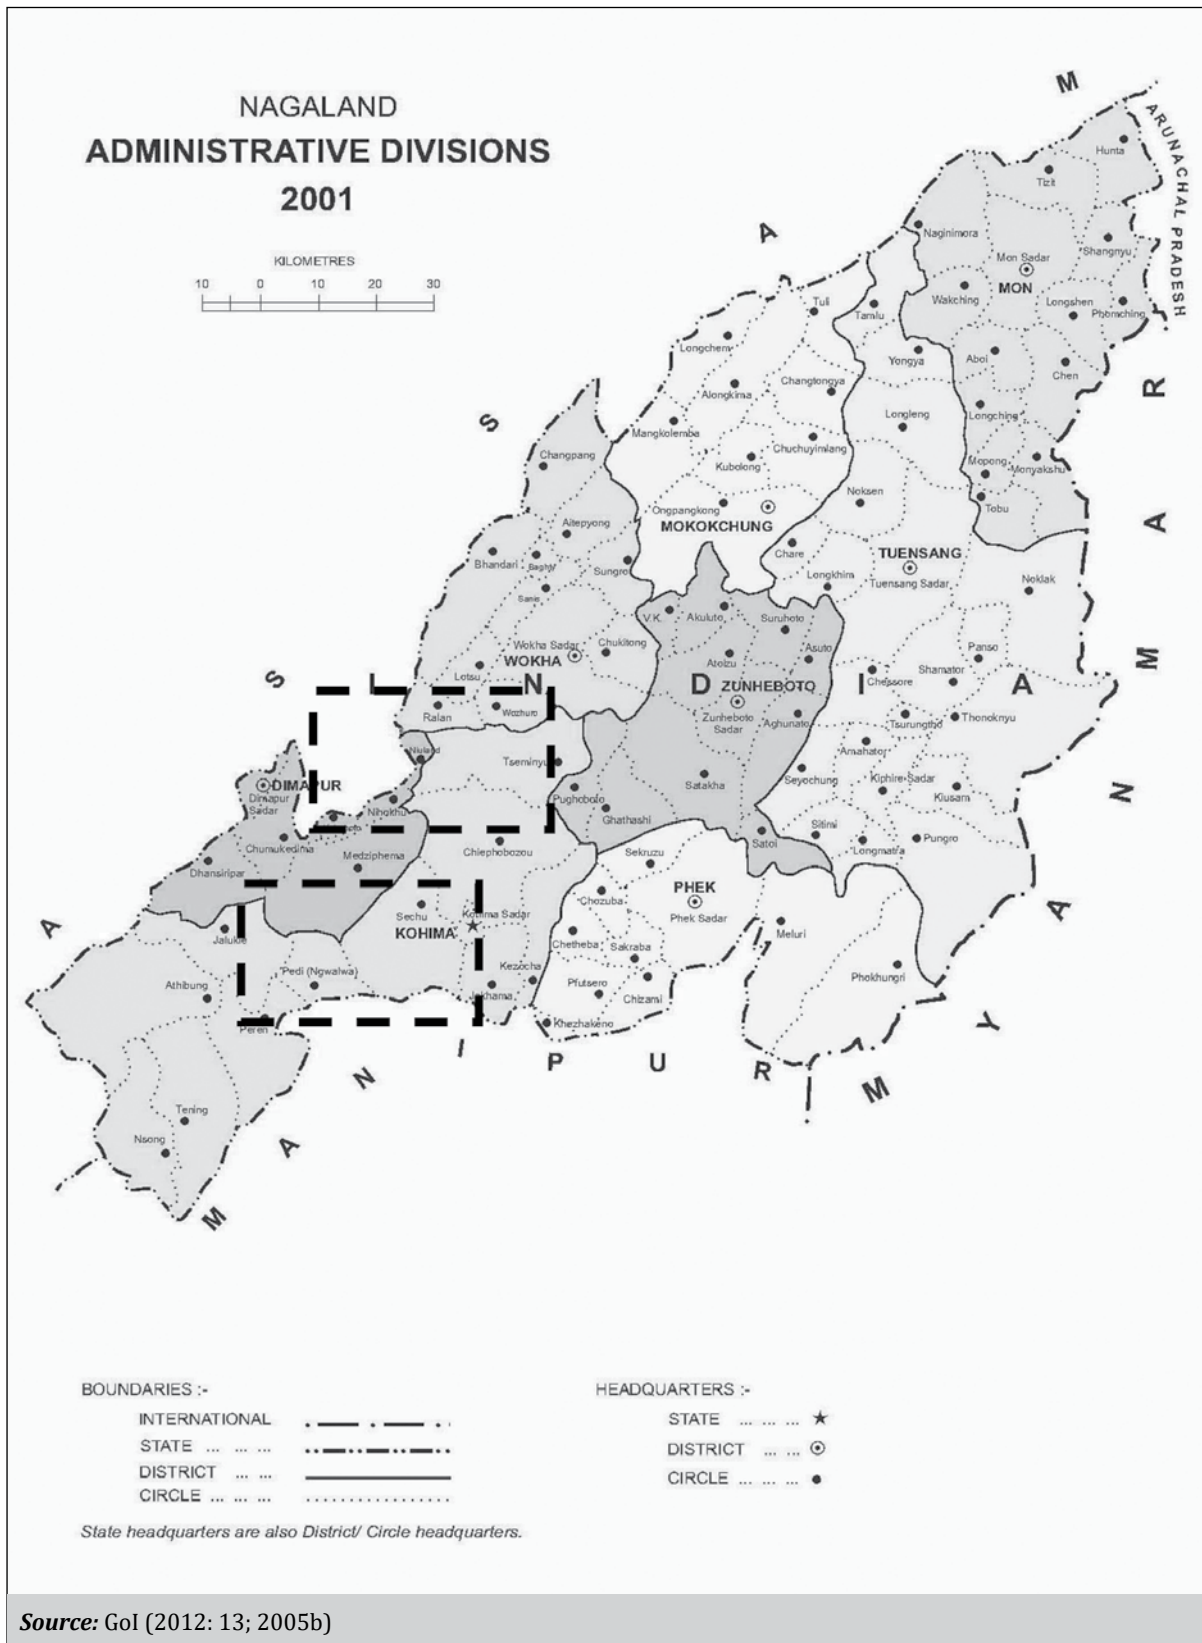 NAGALAND
ADMINISTRATIVE DIVISIONS
2001
KILOMETRES
10 0 10 20 30
M
ARUNACHAL PRADESH
Hunta
Tizit
Naginimora
Shangnyu
A
Mon Sadar
MON
Wakching
Longshen
Phomching
Tuli
Tamlu
Longchem
Yongya
Aboi
Chen
R
Alongkima
Changtongya
S
Longleng
Longching
Mangkolemba
Chuchuyimlang
Changpang
Kubolong
Mopong
Monyakshu
Noksen
Tobu
Ongpangkong
MOKOKCHUNG
A
Aitepyong
Chare
TUENSANG
Bhandari
Baghty
Sungro
Longkhim
Tuensang Sadar
Noklak
Sanis
V.K.
Akuluto
Suruhoto
Wokha Sadar
Chukitong
WOKHA
Atoizu
Asuto
Panso
M
Lotsu
Shamator
S
I
N
D
ZUNHEBOTO
I
Chessore
A
Ralan
Wozhuro
Zunheboto
Sadar
Aghunato
Tsurungtho
Thonoknyu
Niuland
Tseminyu
Amahator
DIMAPUR
Dimapur
Sadar
Nihokhu
Pughoboto
Satakha
Seyochung
Kiphire Sadar
Kiusam
N
Ghathashi
Chumukedima
Medziphema
Chiephobozou
Sekruzu
Satoi
Sitimi
Longmatra
Pungro
Dhansiripar
PHEK
Phek Sadar
Chozuba
A
A
Sechu
Kohima Sadar
KOHIMA
Jalukie
Chetheba
Sakraba
Meluri
Athibung
Pedi (Ngwalwa)
Kezocha
Phokhungri
Jakhama
Pfutsero
Chizami
Peren
Khezhakeno
Y
I
P
U
R
N
M
Tening
Nsong
A
M
BOUNDARIES :-
INTERNATIONAL
STATE ... ... ...
DISTRICT ... ...
CIRCLE ... ... ...
HEADQUARTERS :-
STATE ... ... ...
DISTRICT ... ...
CIRCLE ... ... ...
State headquarters are also District/ Circle headquarters.
Source: GoI (2012: 13; 2005b)